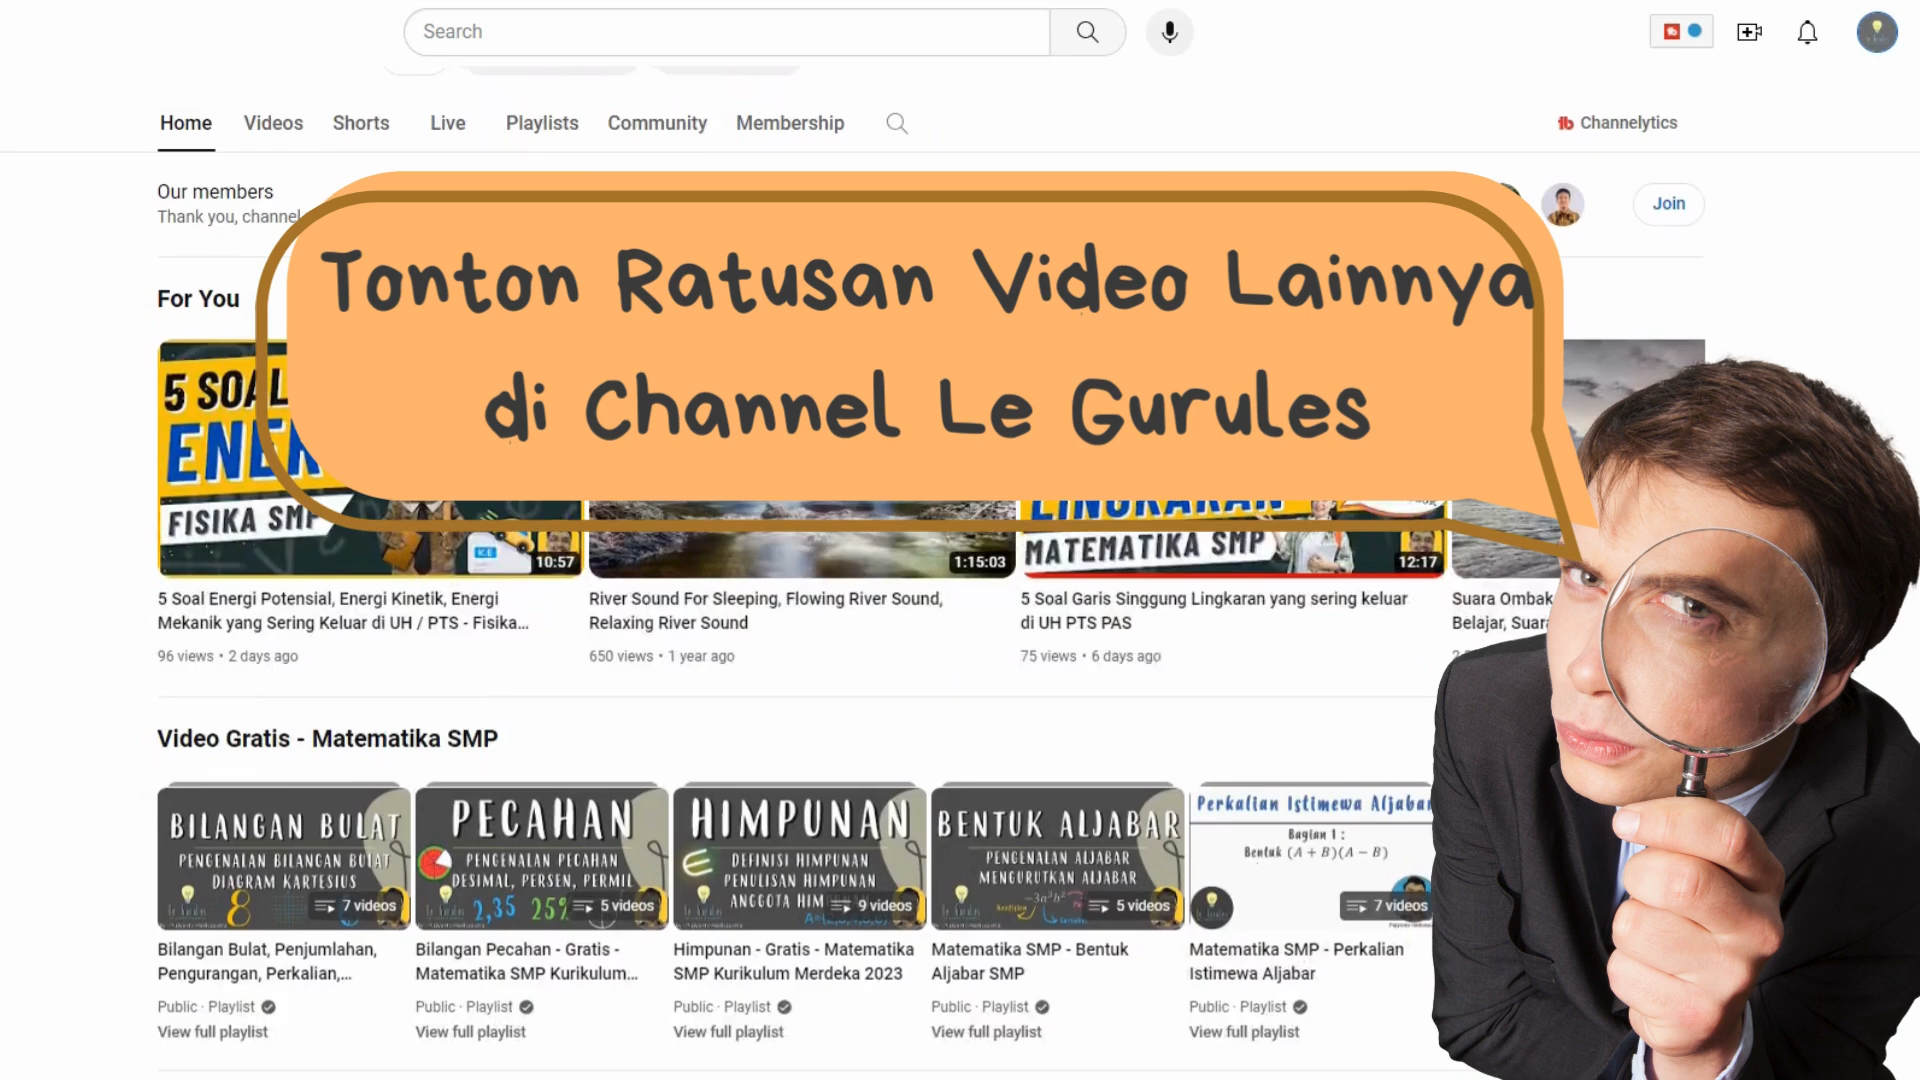 Search
Home Videos Shorts Live Playlists Community Membership
Channelytics
Our members
Thank you, channel
Join
Tonton Ratusan Video Lainnya
di Channel Le Gurules
For You
5 SOAL
FISIKA SMP
10:57
1:15:03
LINGKARAN
MATEMATIKA SMP
12:17
5 Soal Energi Potensial, Energi Kinetik, Energi
Mekanik yang Sering Keluar di UH / PTS - Fisika...
96 views • 2 days ago
River Sound For Sleeping, Flowing River Sound,
Relaxing River Sound
650 views • 1 year ago
5 Soal Garis Singgung Lingkaran yang sering keluar
di UH PTS PAS
75 views • 6 days ago
Suara Ombak
Belajar, Suara
Video Gratis - Matematika SMP
BILANGAN BULAT
PENGENALAN BILANGAN BULAT
DIAGRAM KARTESIUS
8
7 videos
PECAHAN
PENGENALAN PECAHAN
DESIMAL, PERSEN, PERMIL
2,35 25%
5 videos
HIMPUNAN
DEFINISI HIMPUNAN
PENULISAN HIMPUNAN
ANGGOTA HIM
9 videos
BENTUK ALJABAR
PENGENALAN ALJABAR
MENGURUTKAN ALJABAR
5 videos
Perkalian Istimewa Aljabar
Bagian 1 :
Bentuk (A + B)(A − B)
7 videos
Bilangan Bulat, Penjumlahan,
Pengurangan, Perkalian,...
Public · Playlist
View full playlist
Bilangan Pecahan - Gratis -
Matematika SMP Kurikulum...
Public · Playlist
View full playlist
Himpunan - Gratis - Matematika
SMP Kurikulum Merdeka 2023
Public · Playlist
View full playlist
Matematika SMP - Bentuk
Aljabar SMP
Public · Playlist
View full playlist
Matematika SMP - Perkalian
Istimewa Aljabar
Public · Playlist
View full playlist